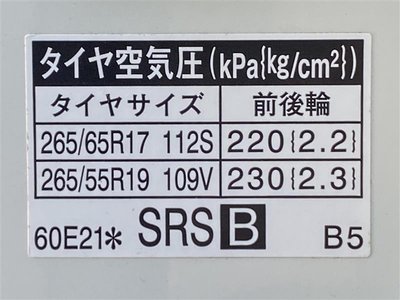 タイヤ空気圧(kPa{kg/cm²})
タイヤサイズ 前後輪
265/65R17 112S 220{2.2}
265/55R19 109V 230{2.3}
60E21* SRS B B5